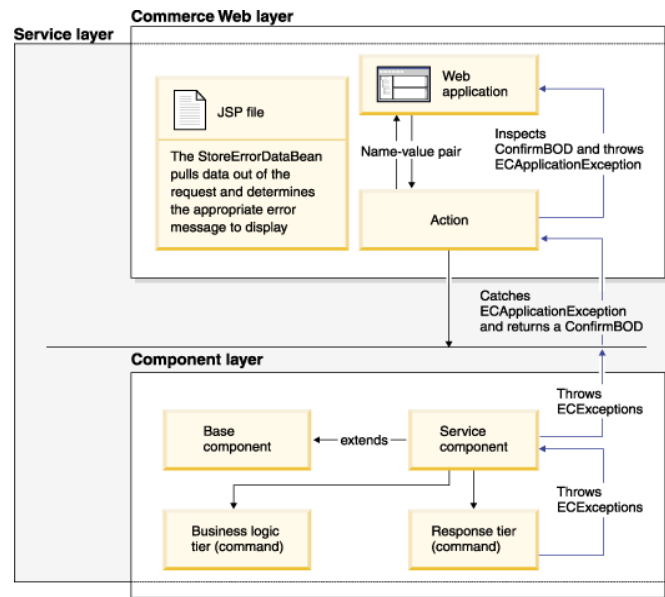 Commerce Web layer
Service layer
JSP file
The StoreErrorDataBean
pulls data out of the
request and determines
the appropriate error
message to display
Web
application
Name-value pair
Inspects
ConfirmBOD and throws
ECApplicationException
Action
Catches
ECApplicationException
and returns a ConfirmBOD
Component layer
Throws
ECExceptions
Base
component
extends
Service
component
Throws
ECExceptions
Business logic
tier (command)
Response tier
(command)